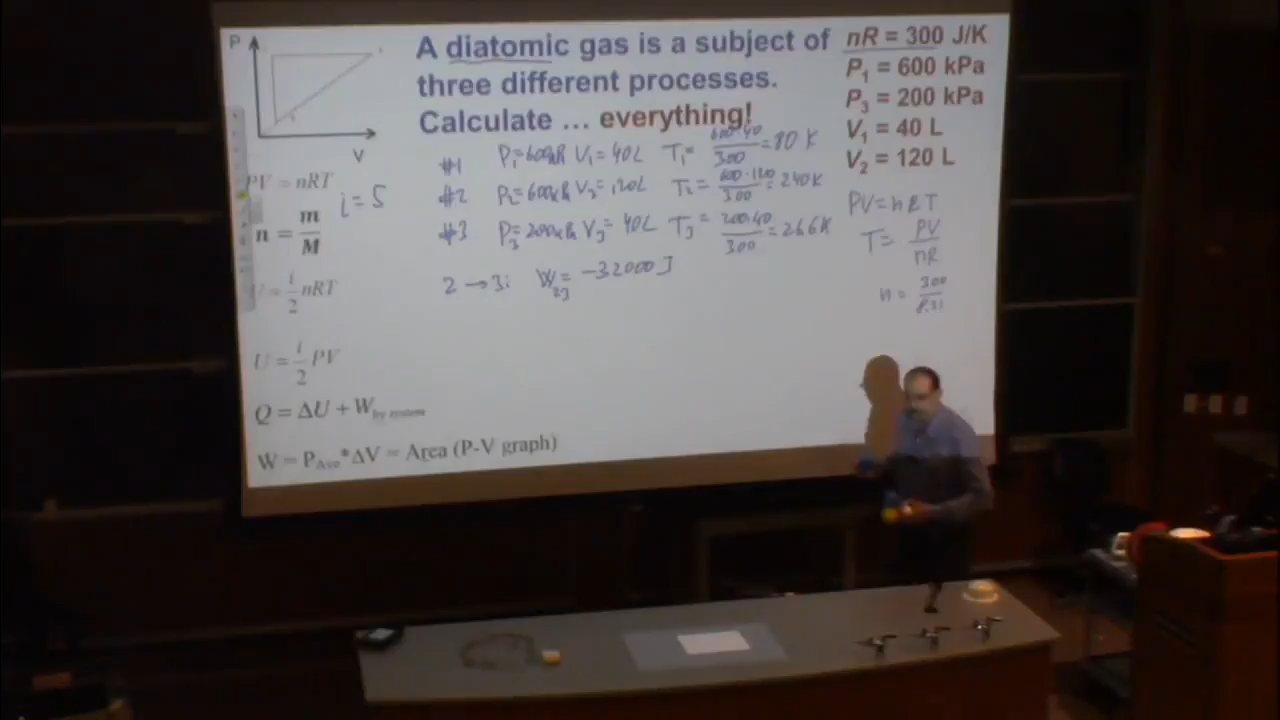 P
V
A diatomic gas is a subject of
three different processes.
Calculate ... everything!
nR = 300 J/K
P1 = 600 kPa
P3 = 200 kPa
V1 = 40 L
V2 = 120 L
#1 P1=600kPa V1=40L T1= 600·40/300 =80 K
#2 P2=600kPa V2=120L T2= 600·120/300 =240K
#3 P3=200kPa V3=40L T3= 200·40/300 =26.6K
2 → 3i W23= -32000 J
PV=nRT
T= PV/nR
n= 300/8.31
PV = nRT
i=5
n = m/M
U = i/2 nRT
U = i/2 PV
Q = ΔU + Wby system
W = PAve*ΔV = Area (P-V graph)